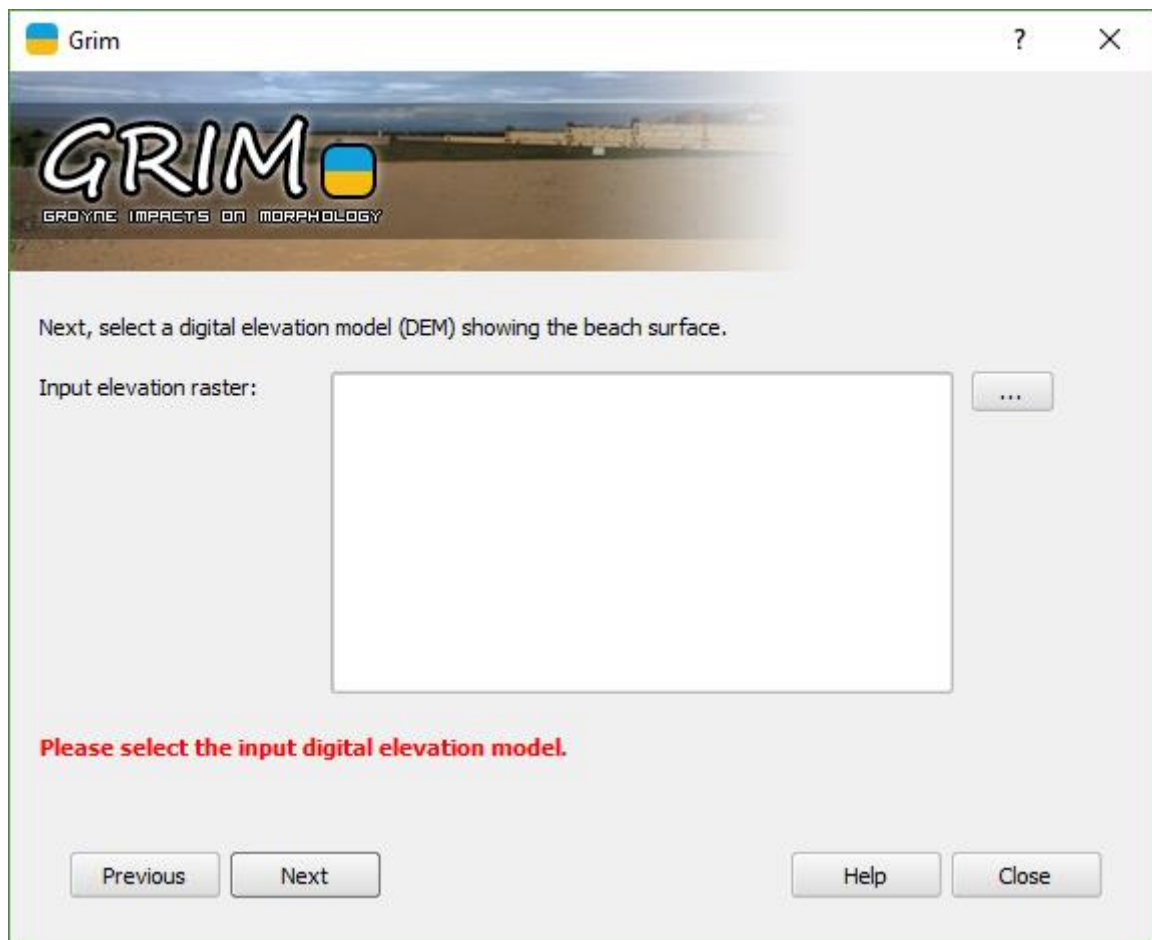 Grim
?
GRIM
GROYNE IMPACTS ON MORPHOLOGY
Next, select a digital elevation model (DEM) showing the beach surface.
Input elevation raster:
...
Please select the input digital elevation model.
Previous Next Help Close